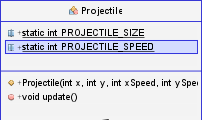 Projectile
+static int PROJECTILE_SIZE
+static int PROJECTILE_SPEED
+Projectile(int x, int y, int xSpeed, int ySpe
+void update()